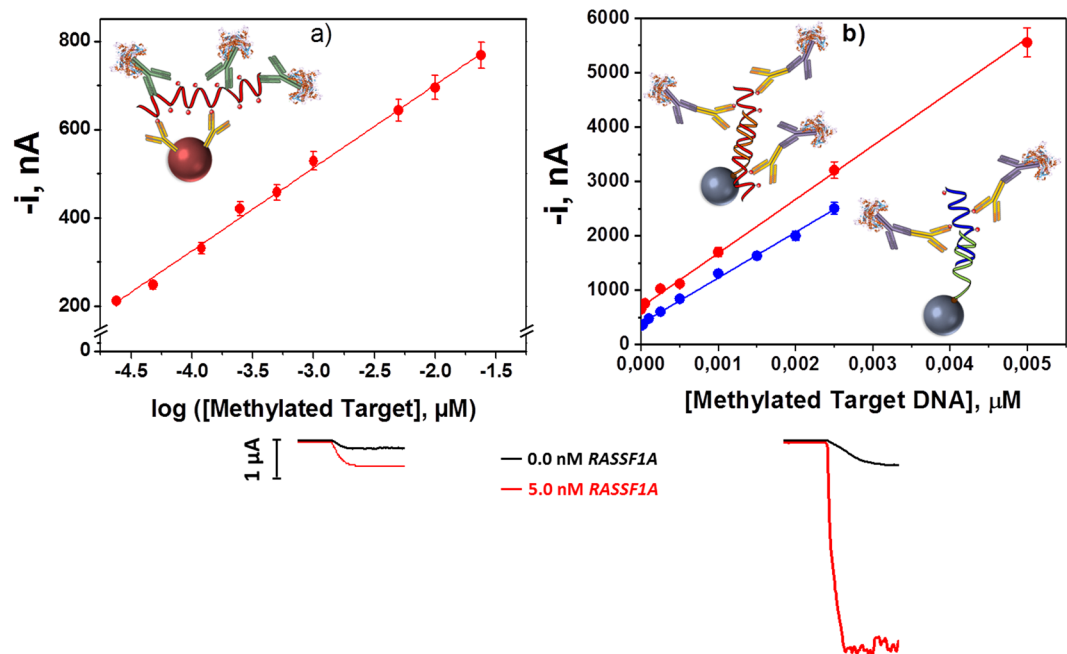 a)
800
600
400
200
0
-i, nA
-4.5 -4.0 -3.5 -3.0 -2.5 -2.0 -1.5
log ([Methylated Target], µM)
b)
6000
5000
4000
3000
2000
1000
0
-i, nA
0,000 0,001 0,002 0,003 0,004 0,005
[Methylated Target DNA], µM
1 µA
0.0 nM RASSF1A
5.0 nM RASSF1A